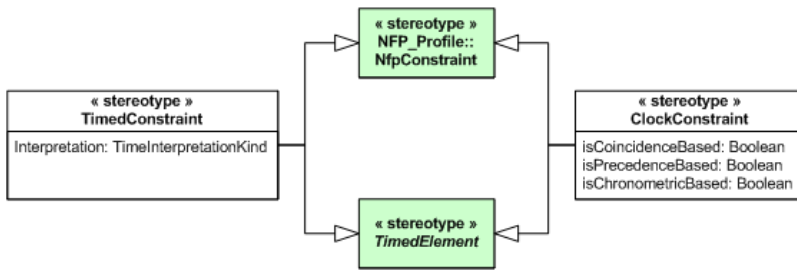 « stereotype »
NFP_Profile::
NfpConstraint
« stereotype »
TimedConstraint
Interpretation: TimeInterpretationKind
« stereotype »
ClockConstraint
isCoincidenceBased: Boolean
isPrecedenceBased: Boolean
isChronometricBased: Boolean
« stereotype »
TimedElement